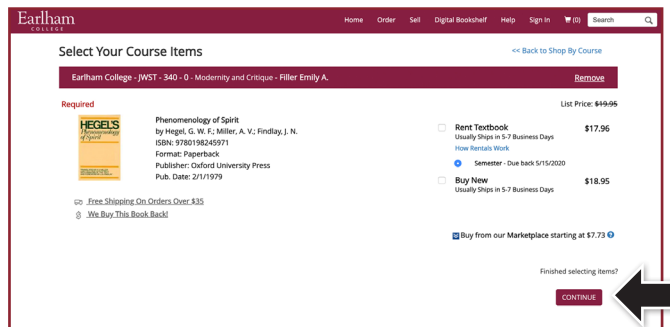 Earlham
COLLEGE
Home Order Sell Digital Bookshelf Help Sign In (0) Search
Select Your Course Items
<< Back to Shop By Course
Earlham College - JWST - 340 - 0 - Modernity and Critique - Filler Emily A.
Remove
Required
List Price: $19.95
HEGEL'S
Phenomenology
of Spirit
Phenomenology of Spirit
by Hegel, G. W. F.; Miller, A. V.; Findlay, J. N.
ISBN: 9780198245971
Format: Paperback
Publisher: Oxford University Press
Pub. Date: 2/1/1979
Rent Textbook $17.96
Usually Ships in 5-7 Business Days
How Rentals Work
Semester - Due back 5/15/2020
Buy New $18.95
Usually Ships in 5-7 Business Days
Free Shipping On Orders Over $35
We Buy This Book Back!
Buy from our Marketplace starting at $7.73
Finished selecting items?
CONTINUE